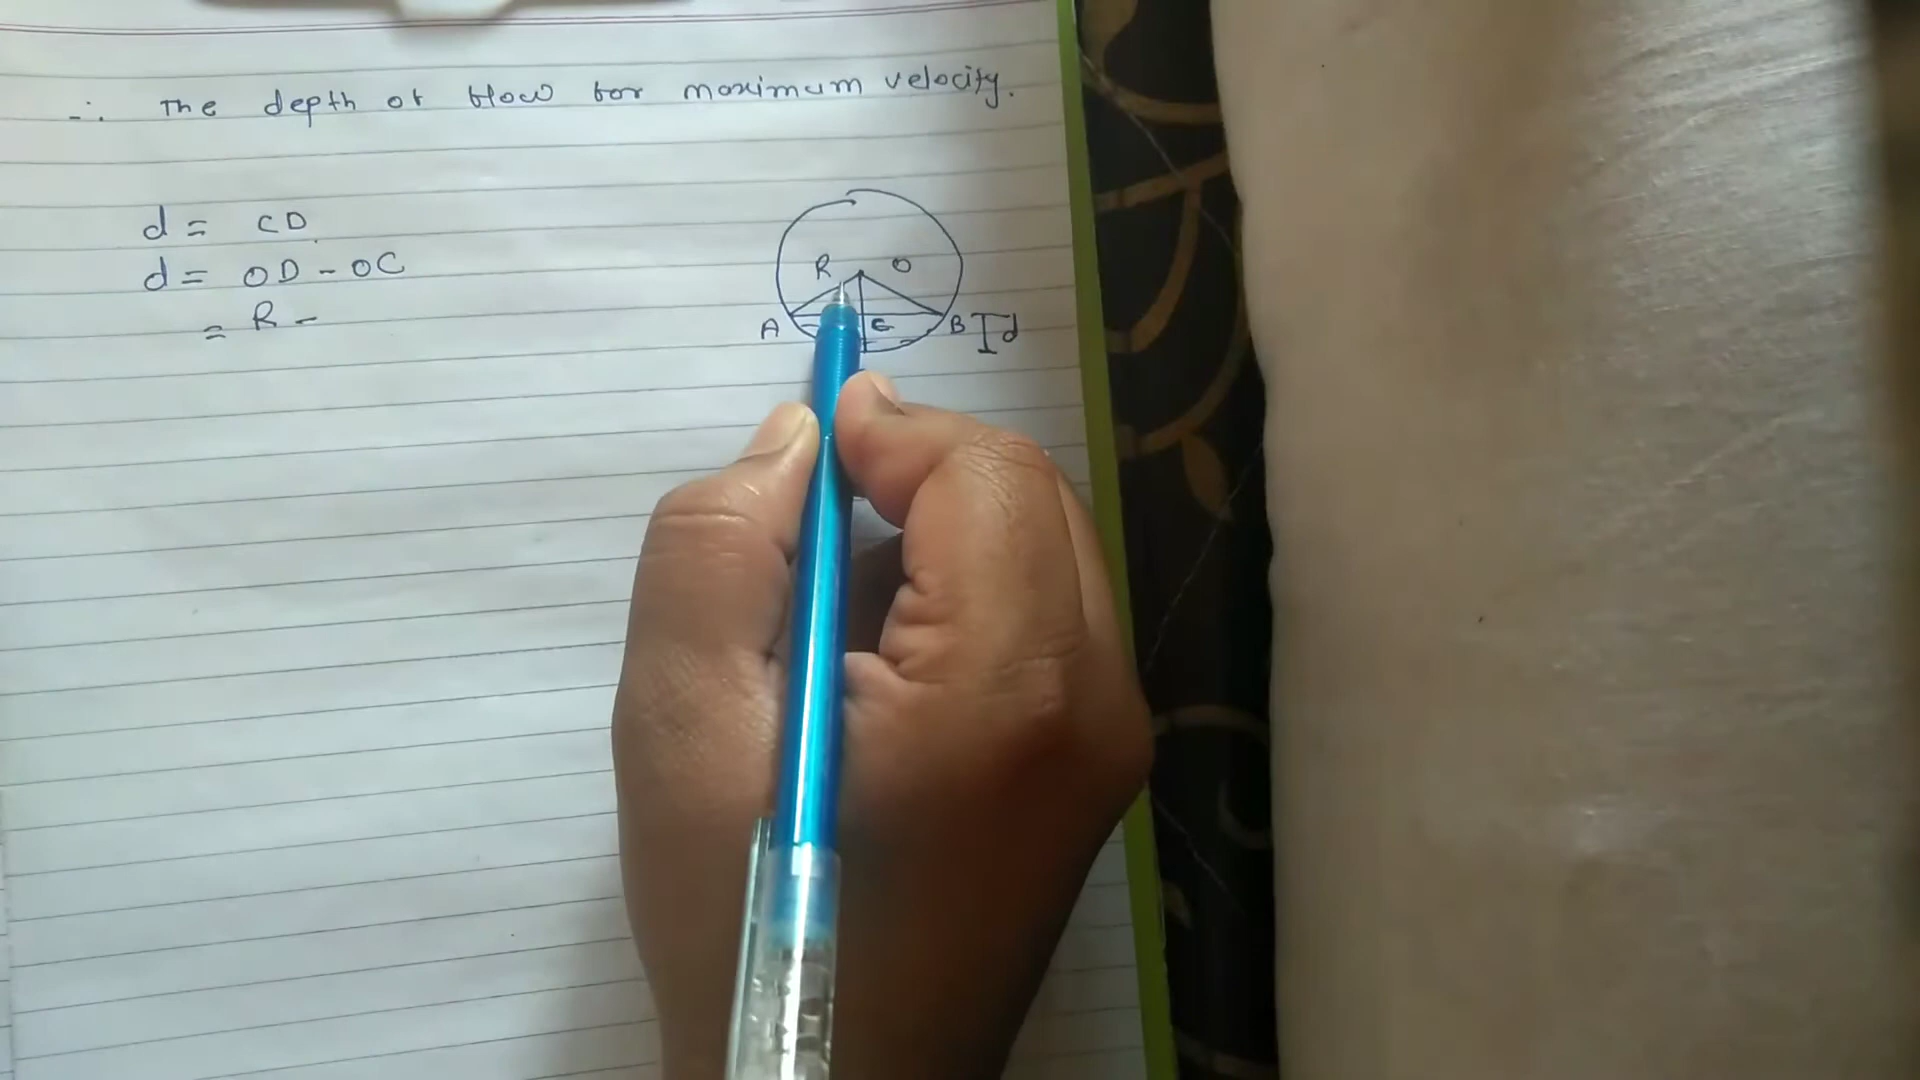 ∴ The depth of flow for maximum velocity.
d = CD
d = OD - OC
= R -
R O
A C B I d